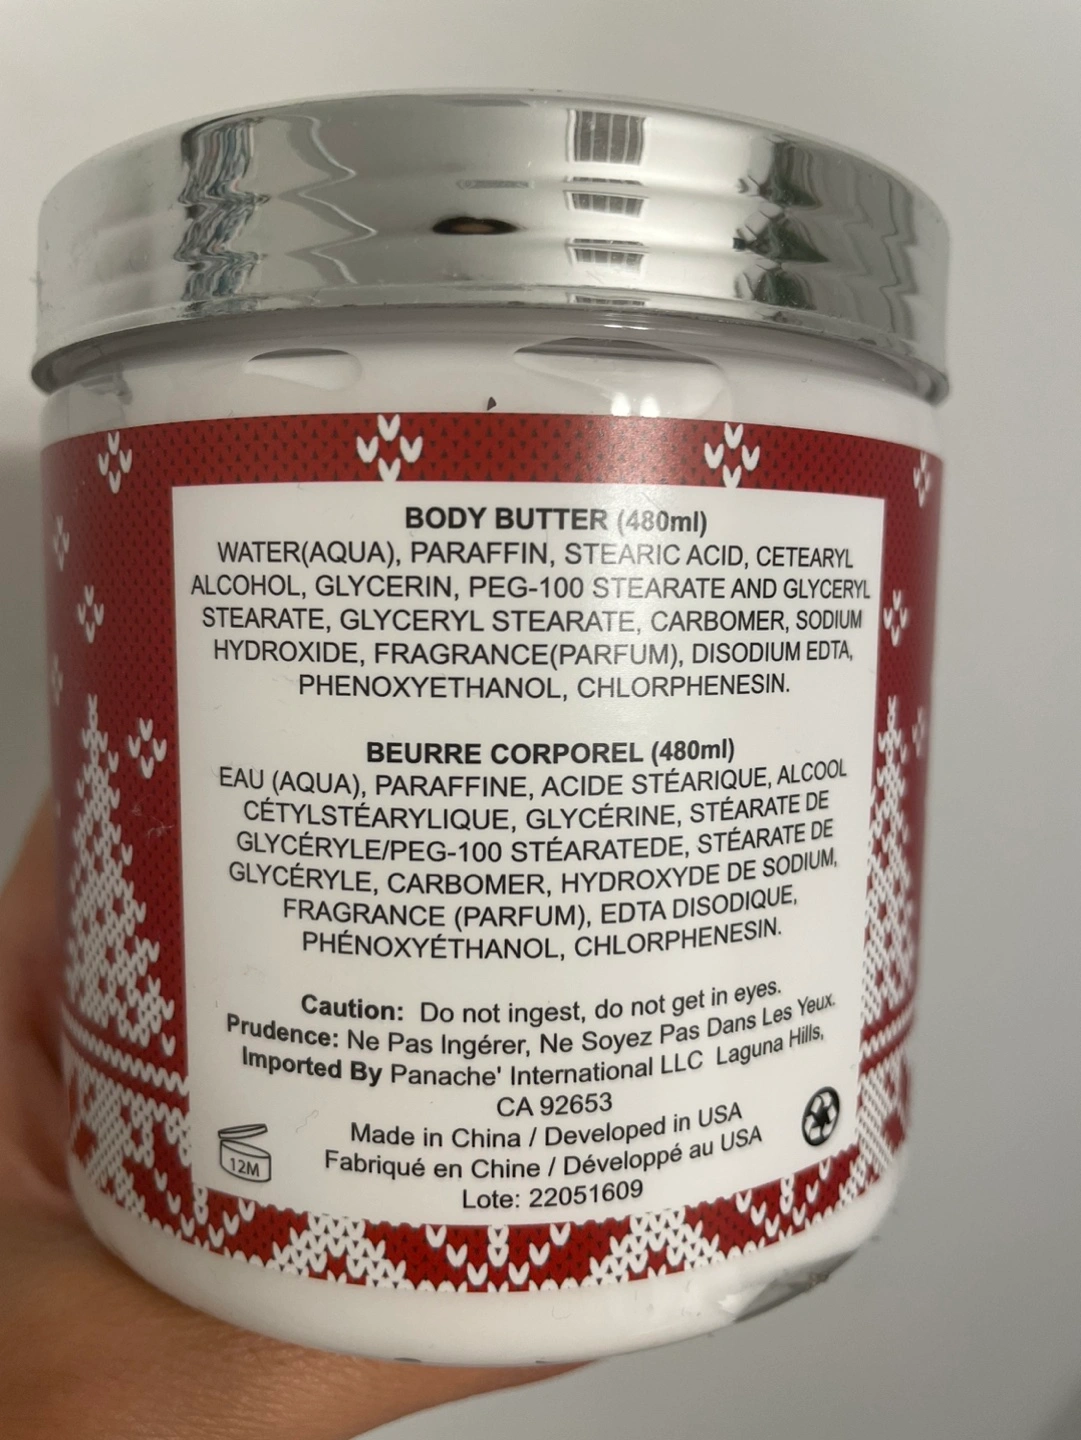 BODY BUTTER (480ml)
WATER(AQUA), PARAFFIN, STEARIC ACID, CETEARYL
ALCOHOL, GLYCERIN, PEG-100 STEARATE AND GLYCERYL
STEARATE, GLYCERYL STEARATE, CARBOMER, SODIUM
HYDROXIDE, FRAGRANCE(PARFUM), DISODIUM EDTA,
PHENOXYETHANOL, CHLORPHENESIN.
BEURRE CORPOREL (480ml)
EAU (AQUA), PARAFFINE, ACIDE STÉARIQUE, ALCOOL
CÉTYLSTÉARYLIQUE, GLYCÉRINE, STÉARATE DE
GLYCÉRYLE/PEG-100 STÉARATEDE, STÉARATE DE
GLYCÉRYLE, CARBOMER, HYDROXYDE DE SODIUM,
FRAGRANCE (PARFUM), EDTA DISODIQUE,
PHÉNOXYÉTHANOL, CHLORPHENESIN.
Caution: Do not ingest, do not get in eyes.
Prudence: Ne Pas Ingérer, Ne Soyez Pas Dans Les Yeux.
Imported By Panache' International LLC Laguna Hills,
CA 92653
Made in China / Developed in USA
Fabriqué en Chine / Développé au USA
12M
Lote: 22051609